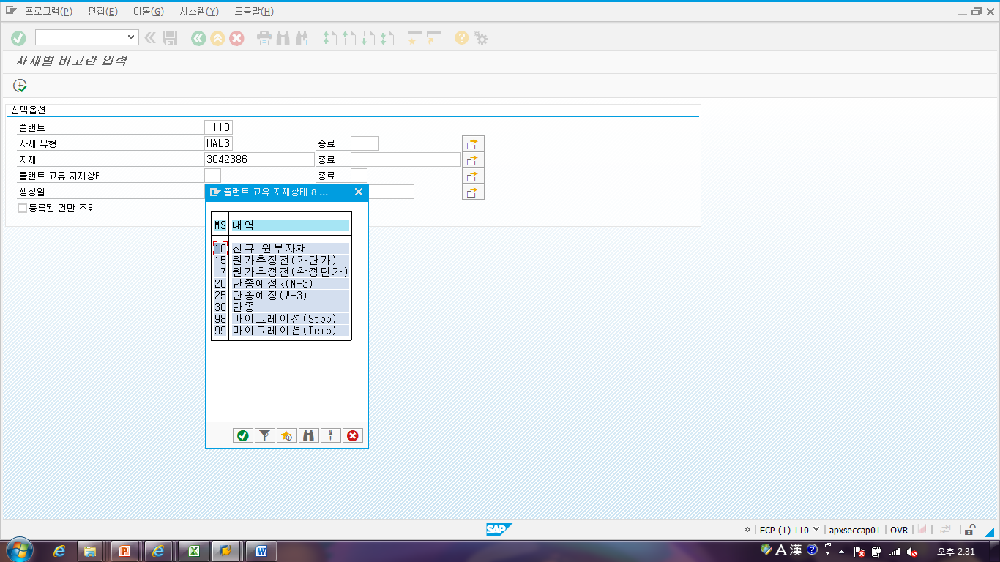 프로그램(P) 편집(E) 이동(G) 시스템(Y) 도움말(H)
자재별 비고란 입력
선택옵션
플랜트 1110
자재 유형 HAL3 종료
자재 3042386 종료
플랜트 고유 자재상태 종료
생성일
등록된 건만 조회
플랜트 고유 자재상태 8 ...
MS 내역
10 신규 원부자재
15 원가추정전(가단가)
17 원가추정전(확정단가)
20 단종예정k(M-3)
25 단종예정(W-3)
30 단종
98 마이그레이션(Stop)
99 마이그레이션(Temp)
SAP
ECP (1) 110 apxseccap01 OVR
A 漢
오후 2:31